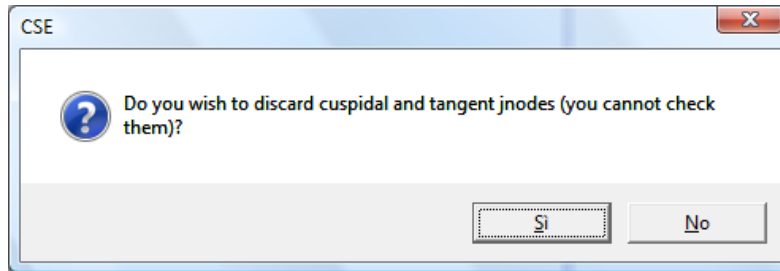 CSE
Do you wish to discard cuspidal and tangent jnodes (you cannot check
them)?
Sì
No